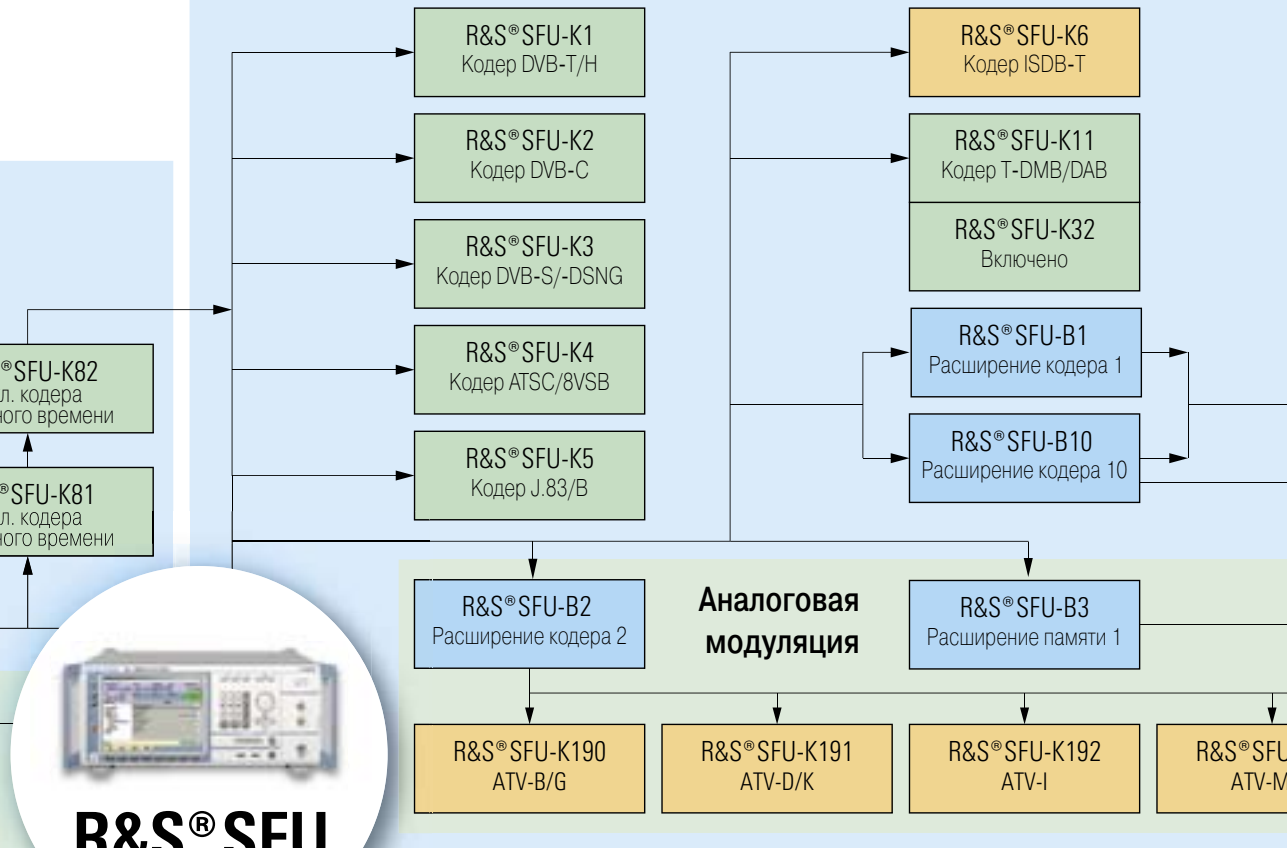 R&S®SFU-K1
Кодер DVB-T/H
R&S®SFU-K6
Кодер ISDB-T
R&S®SFU-K2
Кодер DVB-C
R&S®SFU-K11
Кодер T-DMB/DAB
R&S®SFU-K3
Кодер DVB-S/-DSNG
R&S®SFU-K32
Включено
®SFU-K82
л. кодера
ного времени
R&S®SFU-K4
Кодер ATSC/8VSB
R&S®SFU-B1
Расширение кодера 1
®SFU-K81
л. кодера
ного времени
R&S®SFU-K5
Кодер J.83/B
R&S®SFU-B10
Расширение кодера 10
R&S®SFU-B2
Расширение кодера 2
Аналоговая
модуляция
R&S®SFU-B3
Расширение памяти 1
R&S®SFU-K190
ATV-B/G
R&S®SFU-K191
ATV-D/K
R&S®SFU-K192
ATV-I
R&S®SFU
ATV-M
R&S®SFU